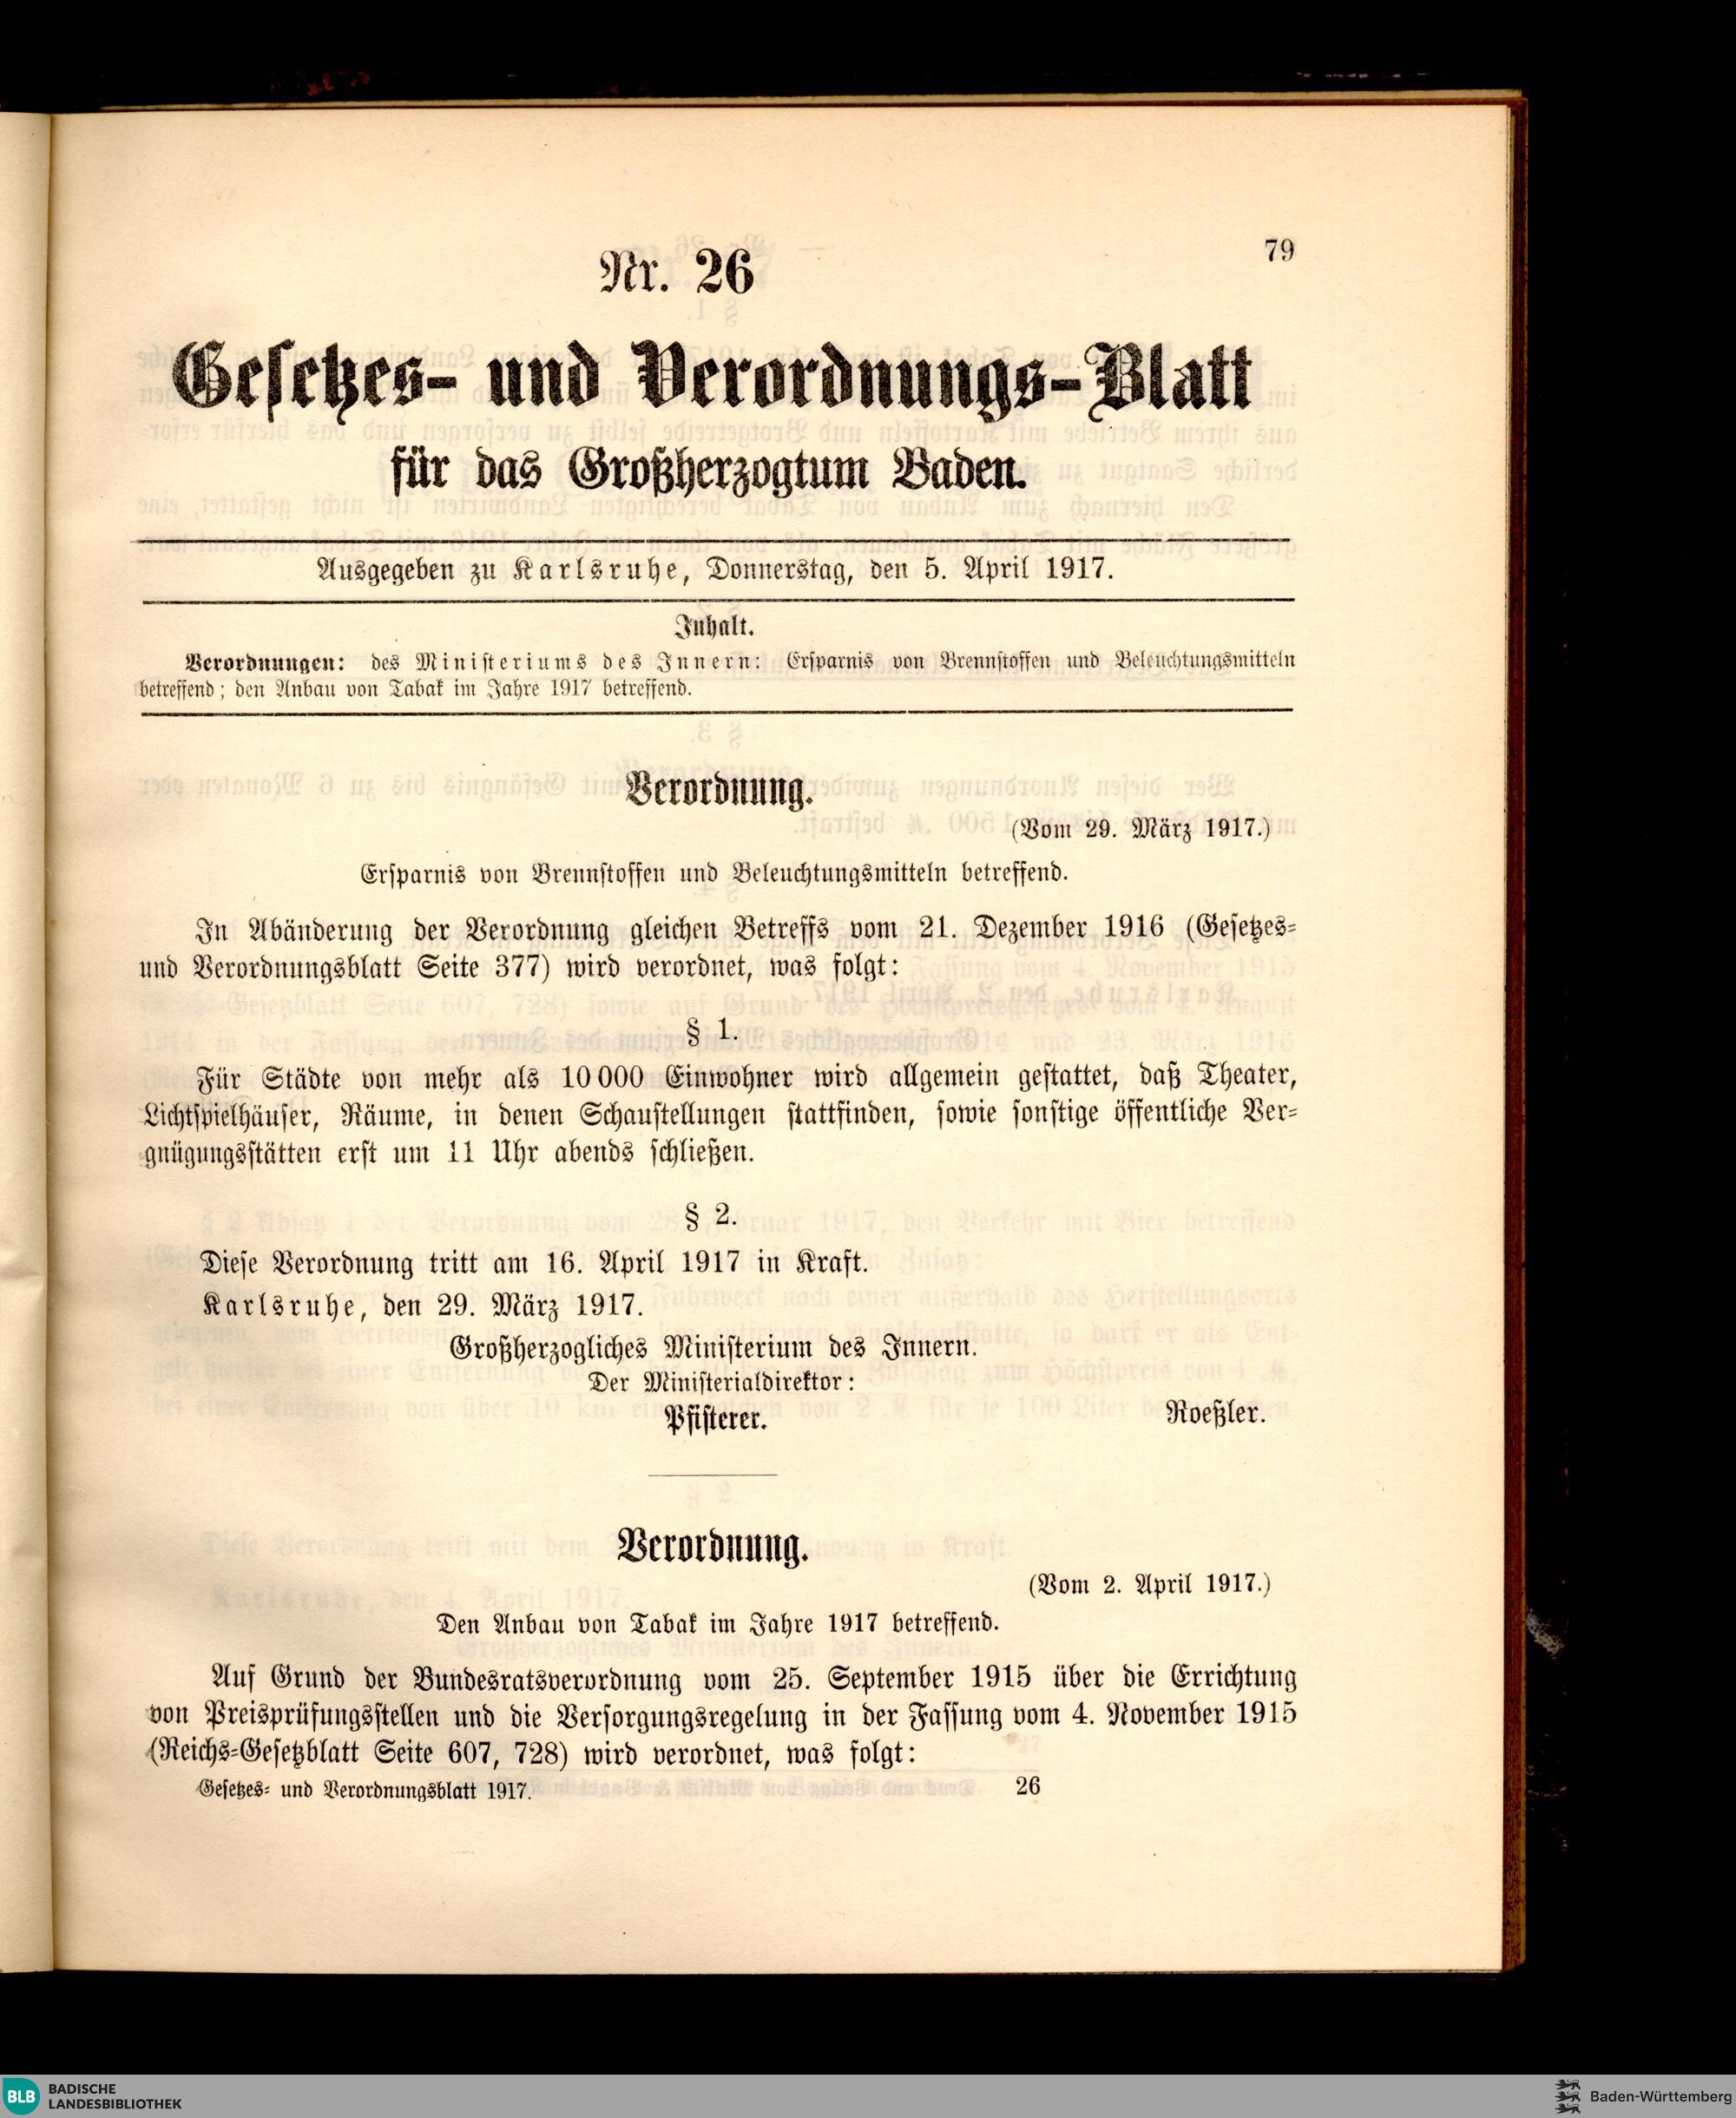 79
Nr. 26
Gesetzes- und Verordnungs-Blatt
für das Großherzogtum Baden.
Ausgegeben zu Karlsruhe, Donnerstag, den 5. April 1917.
Inhalt.
Verordnungen: des Ministeriums des Innern: Ersparnis von Brennstoffen und Beleuchtungsmitteln
betreffend; den Anbau von Tabak im Jahre 1917 betreffend.
Verordnung.
(Vom 29. März 1917.)
Ersparnis von Brennstoffen und Beleuchtungsmitteln betreffend.
In Abänderung der Verordnung gleichen Betreffs vom 21. Dezember 1916 (Gesetzes-
und Verordnungsblatt Seite 377) wird verordnet, was folgt:
§ 1.
Für Städte von mehr als 10 000 Einwohner wird allgemein gestattet, daß Theater,
Lichtspielhäuser, Räume, in denen Schaustellungen stattfinden, sowie sonstige öffentliche Ver-
gnügungsstätten erst um 11 Uhr abends schließen.
§ 2.
Diese Verordnung tritt am 16. April 1917 in Kraft.
Karlsruhe, den 29. März 1917.
Großherzogliches Ministerium des Innern.
Der Ministerialdirektor:
Pfisterer.
Roeßler.
Verordnung.
(Vom 2. April 1917.)
Den Anbau von Tabak im Jahre 1917 betreffend.
Auf Grund der Bundesratsverordnung vom 25. September 1915 über die Errichtung
von Preisprüfungsstellen und die Versorgungsregelung in der Fassung vom 4. November 1915
(Reichs-Gesetzblatt Seite 607, 728) wird verordnet, was folgt:
Gesetzes- und Verordnungsblatt 1917.
26
BLB
BADISCHE
LANDESBIBLIOTHEK
Baden-Württemberg